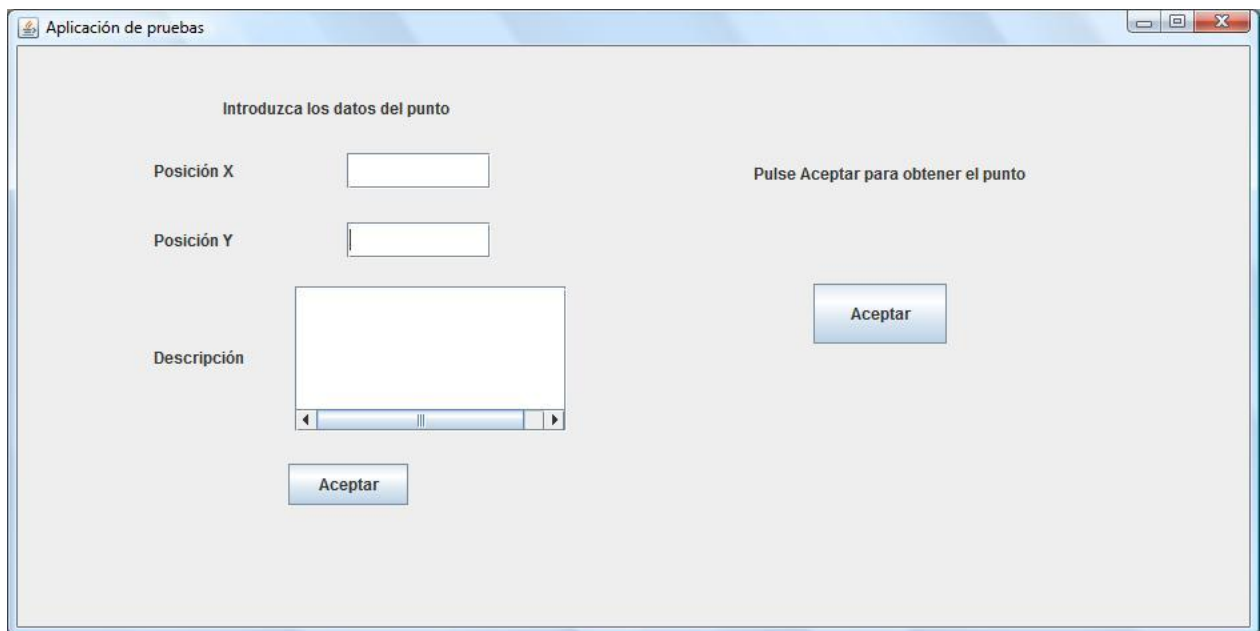 Aplicación de pruebas
Introduzca los datos del punto
Posición X
Posición Y
Descripción
Aceptar
Pulse Aceptar para obtener el punto
Aceptar